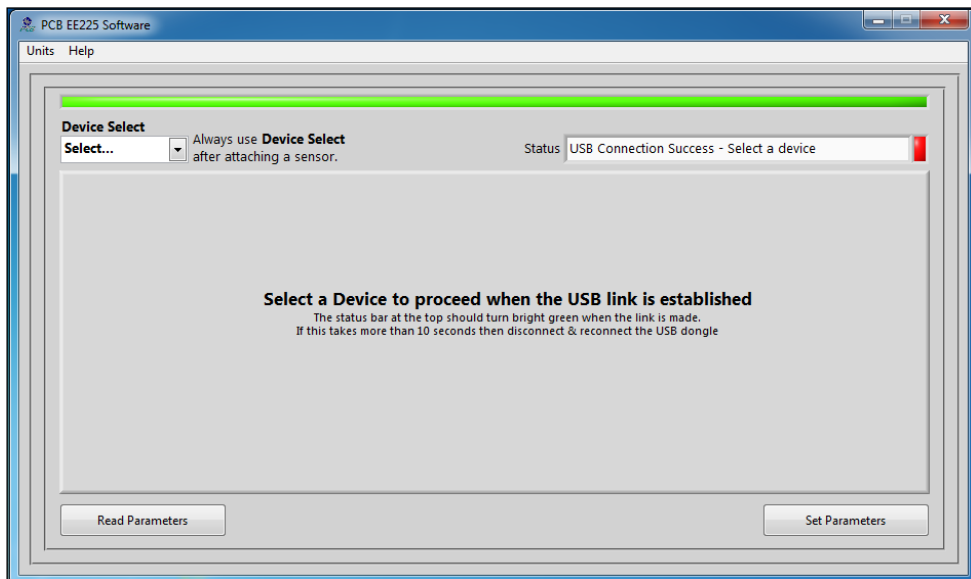 PCB EE225 Software
Units Help
Device Select
Select...
Always use Device Select
after attaching a sensor.
Status USB Connection Success - Select a device
Select a Device to proceed when the USB link is established
The status bar at the top should turn bright green when the link is made.
If this takes more than 10 seconds then disconnect & reconnect the USB dongle
Read Parameters
Set Parameters